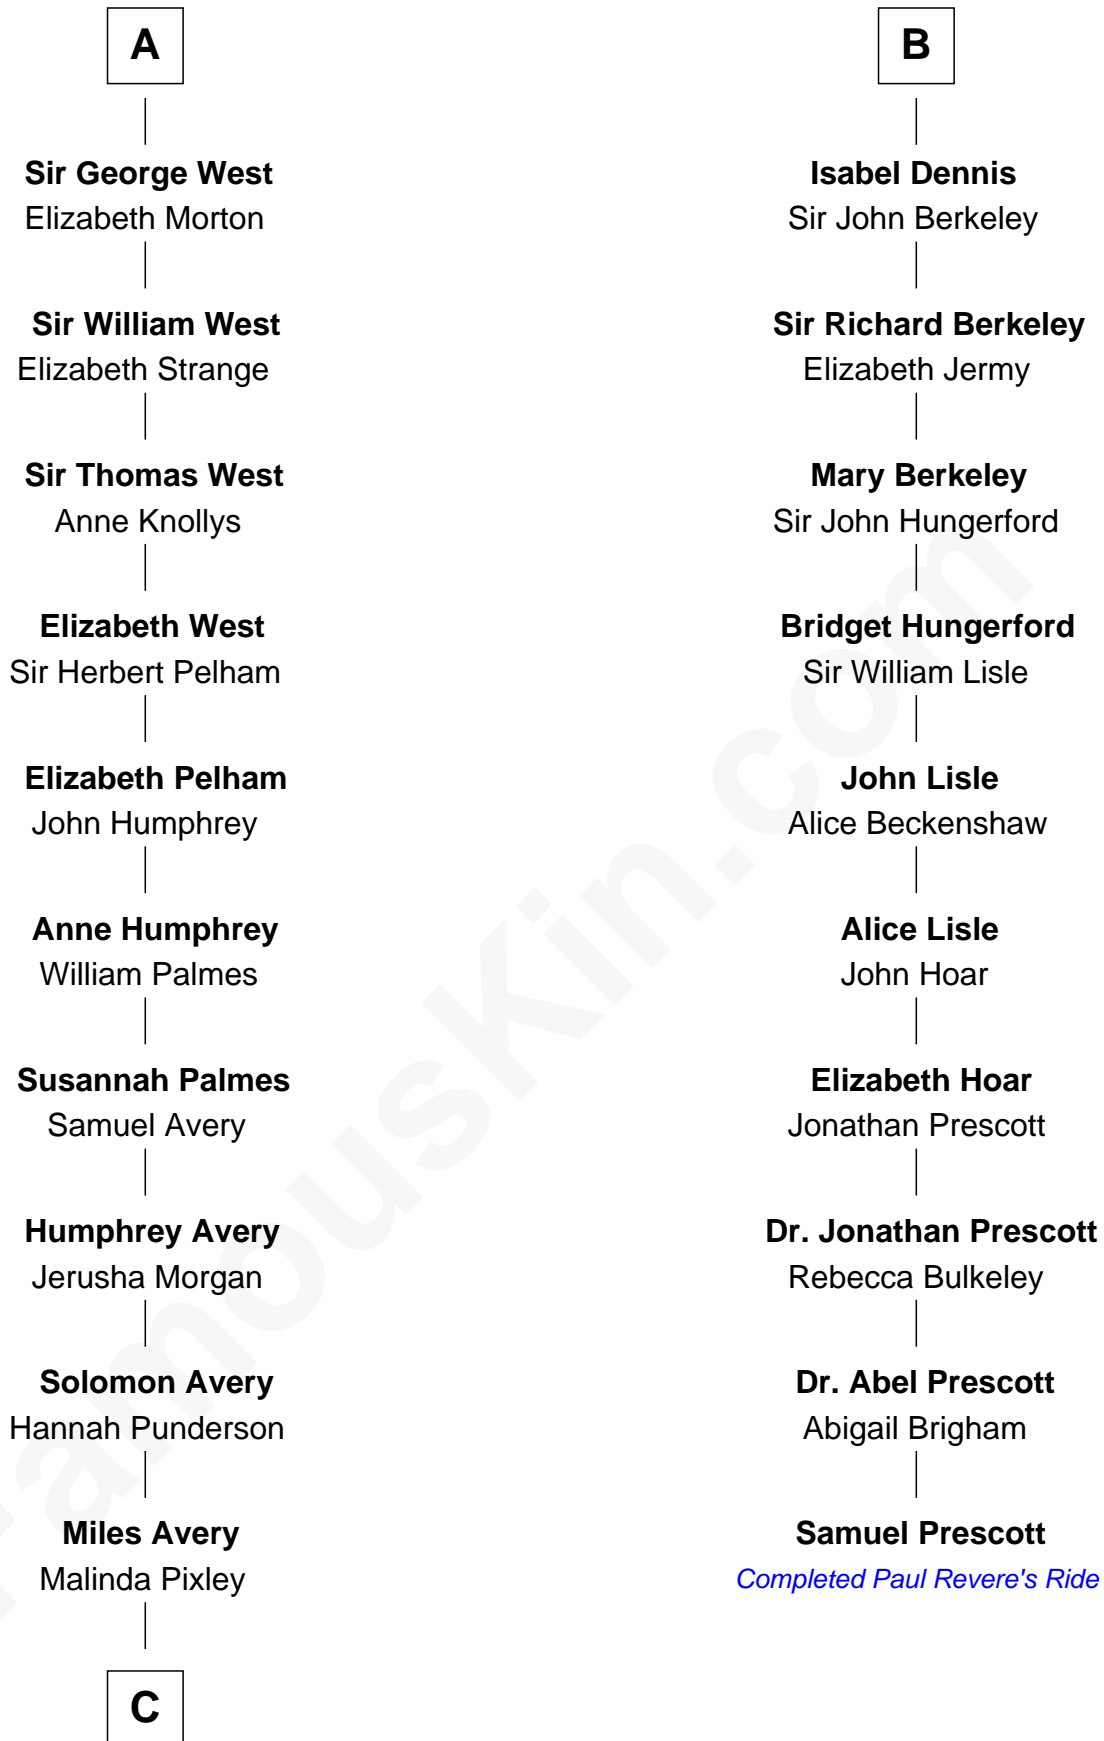 A
Sir George West
Elizabeth Morton
Sir William West
Elizabeth Strange
Sir Thomas West
Anne Knollys
Elizabeth West
Sir Herbert Pelham
Elizabeth Pelham
John Humphrey
Anne Humphrey
William Palmes
Susannah Palmes
Samuel Avery
Humphrey Avery
Jerusha Morgan
Solomon Avery
Hannah Punderson
Miles Avery
Malinda Pixley
C
B
Isabel Dennis
Sir John Berkeley
Sir Richard Berkeley
Elizabeth Jermy
Mary Berkeley
Sir John Hungerford
Bridget Hungerford
Sir William Lisle
John Lisle
Alice Beckenshaw
Alice Lisle
John Hoar
Elizabeth Hoar
Jonathan Prescott
Dr. Jonathan Prescott
Rebecca Bulkeley
Dr. Abel Prescott
Abigail Brigham
Samuel Prescott
Completed Paul Revere's Ride
FamousKin.com